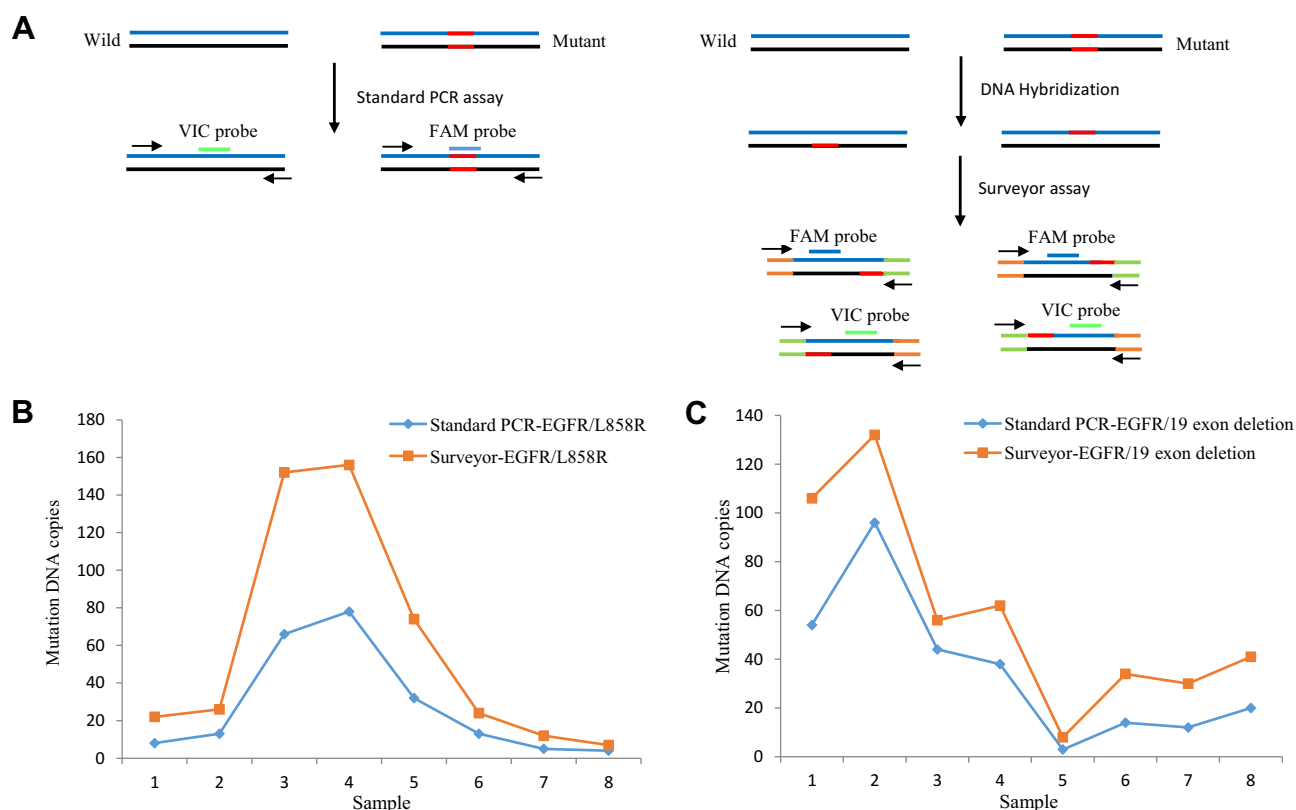 A
Wild
Mutant
Standard PCR assay
VIC probe
FAM probe
Wild
Mutant
DNA Hybridization
Surveyor assay
FAM probe
FAM probe
VIC probe
VIC probe
B
Mutation DNA copies
180
160
140
120
100
80
60
40
20
0
Standard PCR-EGFR/L858R
Surveyor-EGFR/L858R
1 2 3 4 5 6 7 8
Sample
C
Mutation DNA copies
140
120
100
80
60
40
20
0
Standard PCR-EGFR/19 exon deletion
Surveyor-EGFR/19 exon deletion
1 2 3 4 5 6 7 8
Sample